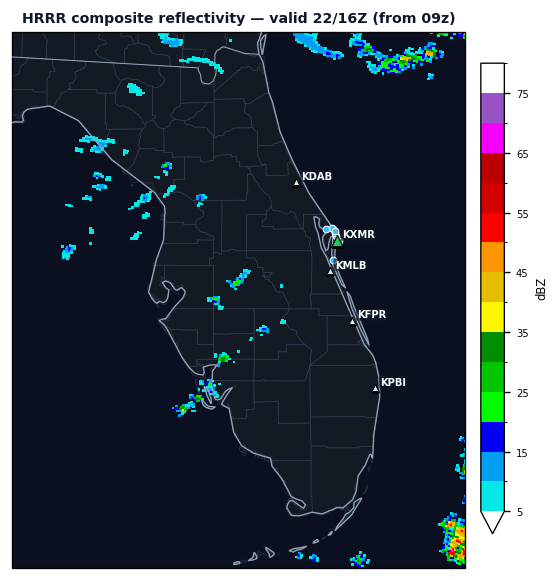 HRRR composite reflectivity — valid 22/16Z (from 09z)
KDAB
KXMR
KMLB
KFPR
KPBI
75
65
55
45
35
25
15
5
dBZ